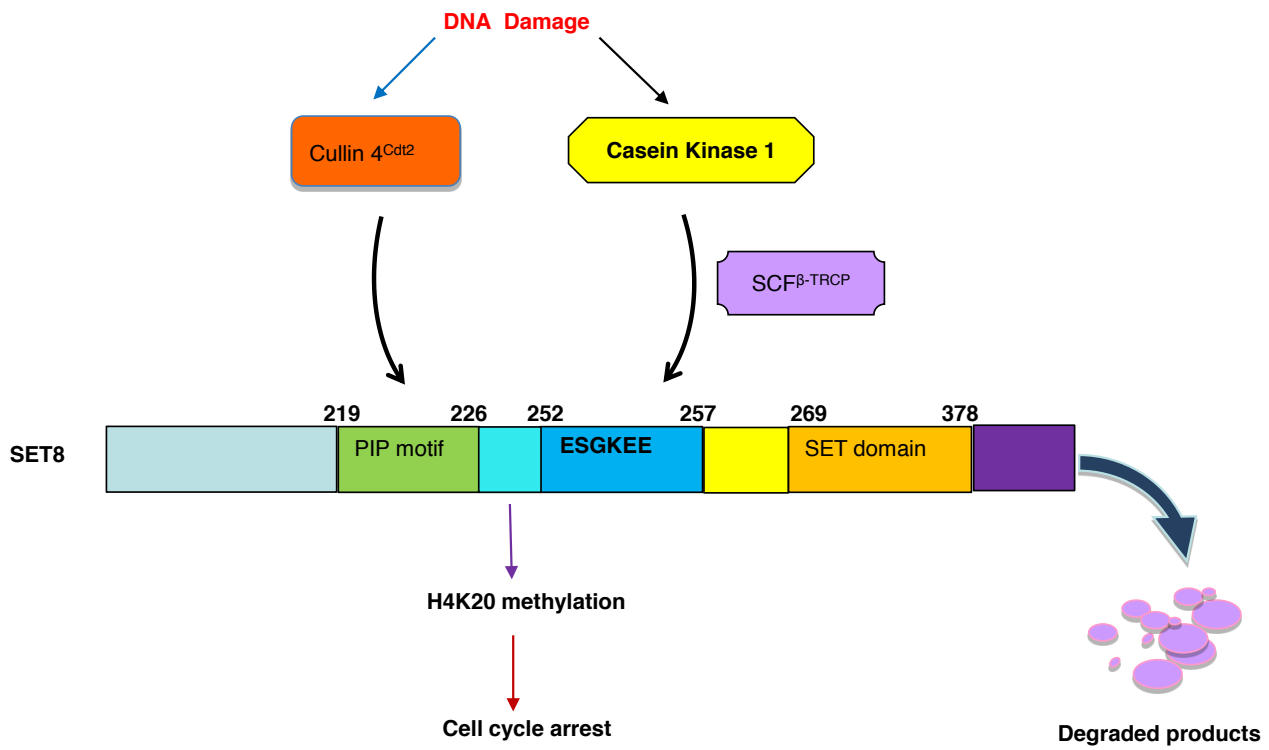 DNA Damage
Cullin 4Cdt2
Casein Kinase 1
SCFβ-TRCP
219 226 252 257 269 378
SET8
PIP motif
ESGKEE
SET domain
H4K20 methylation
Cell cycle arrest
Degraded products